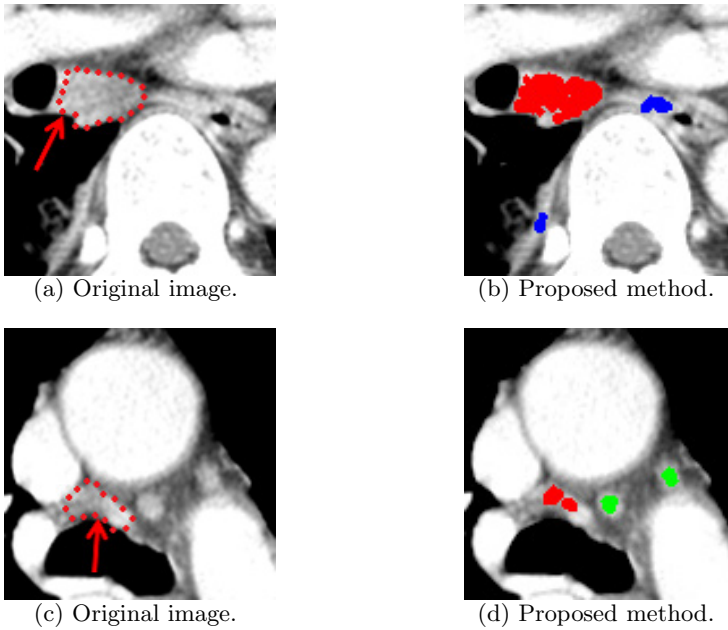 (a) Original image.
(b) Proposed method.
(c) Original image.
(d) Proposed method.